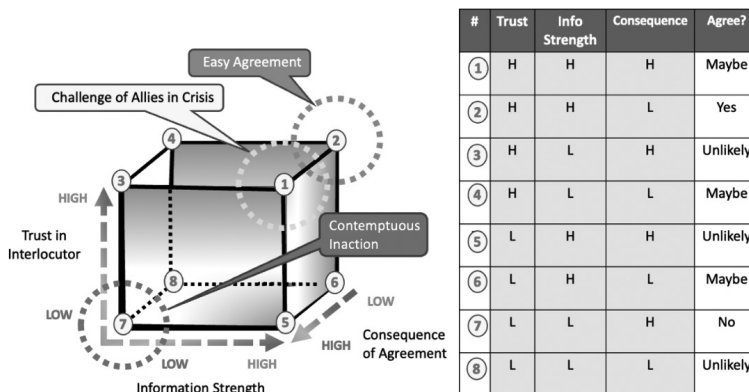 Easy Agreement
Challenge of Allies in Crisis
4
2
3
1
HIGH
Trust in
Interlocutor
Contemptuous
Inaction
8
6
LOW
LOW
7
5
HIGH
Consequence
of Agreement
LOW
HIGH
Information Strength
# Trust Info Strength Consequence Agree?
1 H H H Maybe
2 H H L Yes
3 H L H Unlikely
4 H L L Maybe
5 L H H Unlikely
6 L H L Maybe
7 L L H No
8 L L L Unlikely